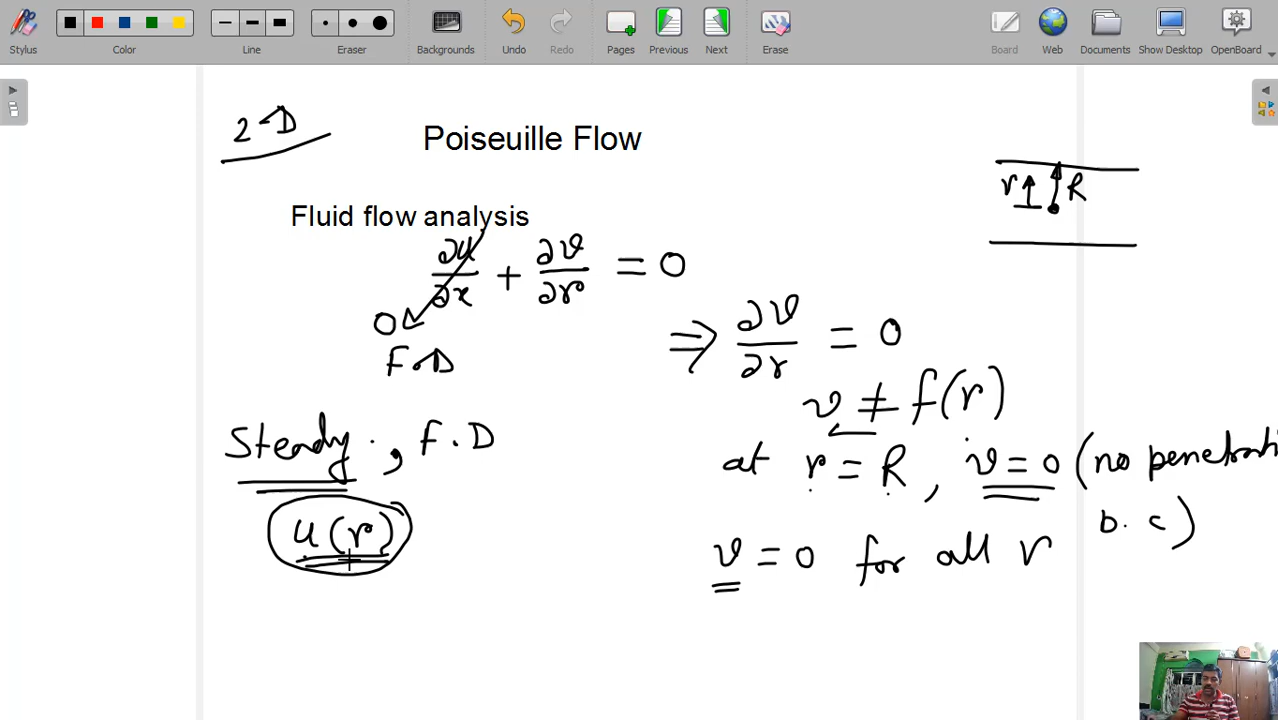 Stylus
Color
Line
Eraser
Backgrounds
Undo
Redo
Pages
Previous
Next
Erase
Board
Web
Documents
Show Desktop
OpenBoard
2-D
Poiseuille Flow
r R
Fluid flow analysis
∂u/∂x + ∂v/∂r = 0
0
F.D
⇒ ∂v/∂r = 0
v ≠ f(r)
Steady, F.D
at r = R, v = 0 (no penetrati
b.c)
u(r)
v = 0 for all r